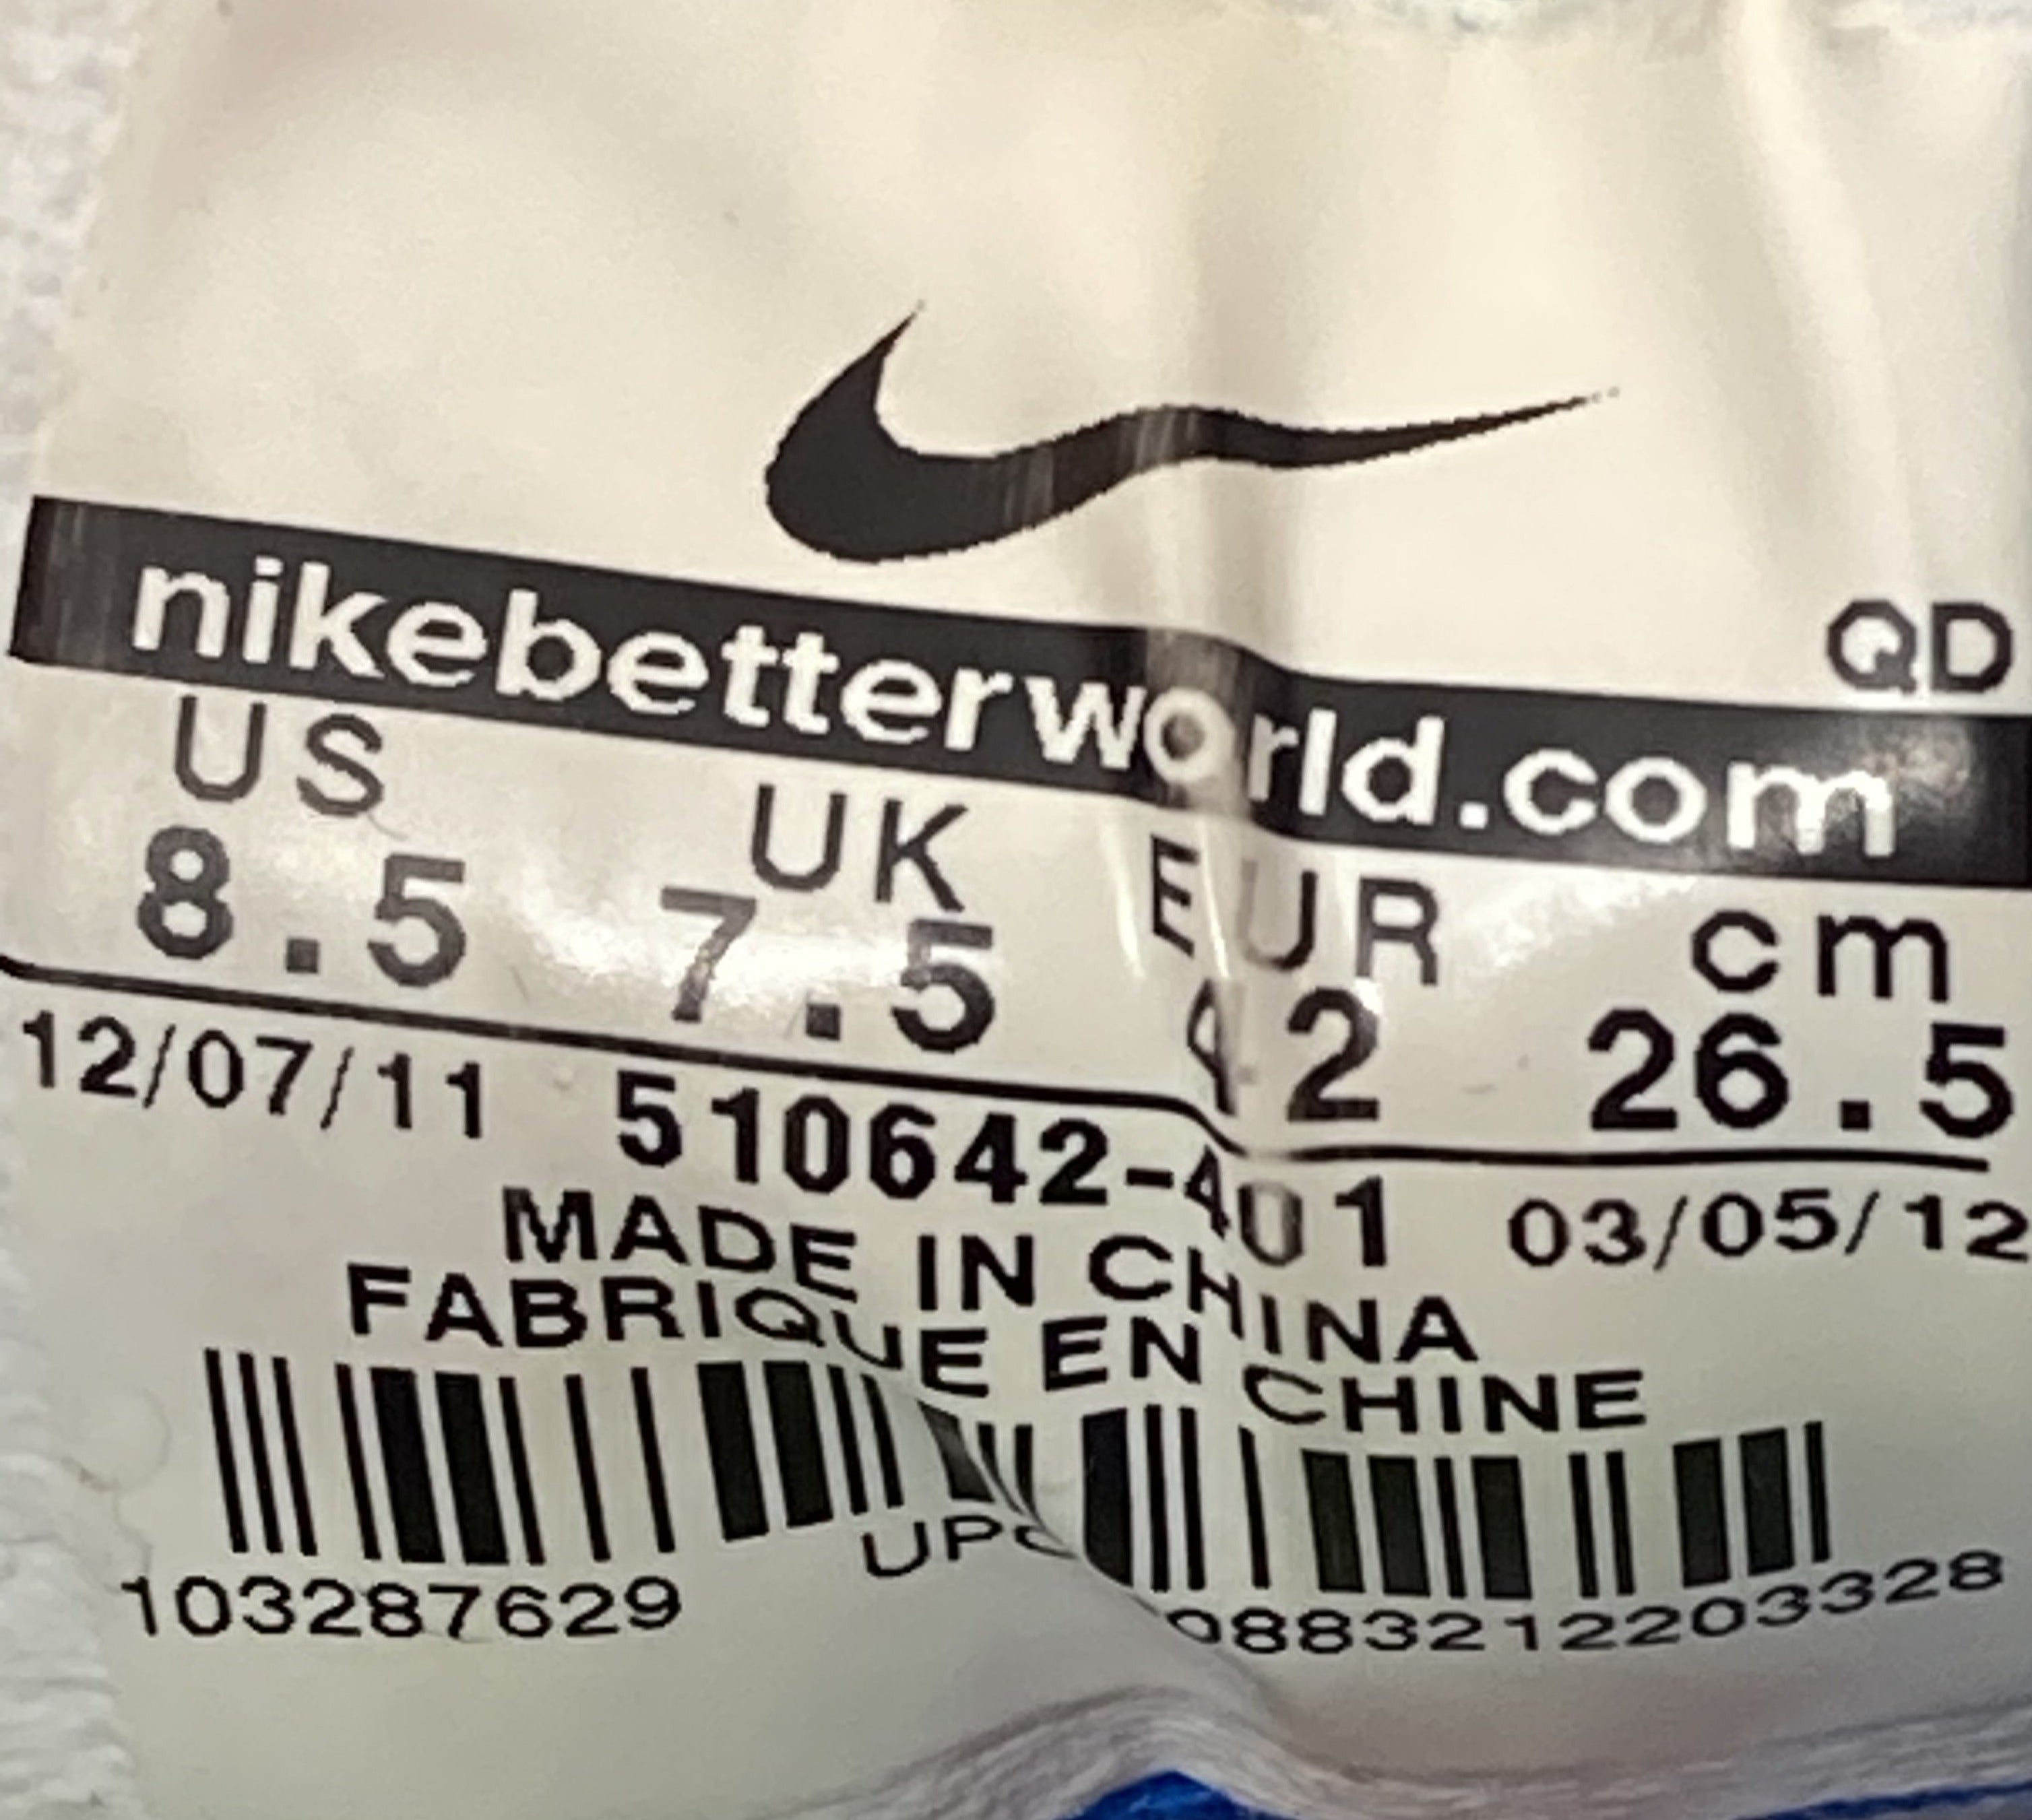 QD
nikebetterworld.com
US UK EUR cm
8.5 7.5 42 26.5
12/07/11 510642-401 03/05/12
MADE IN CHINA
FABRIQUE EN CHINE
UPC
103287629 0883212203328